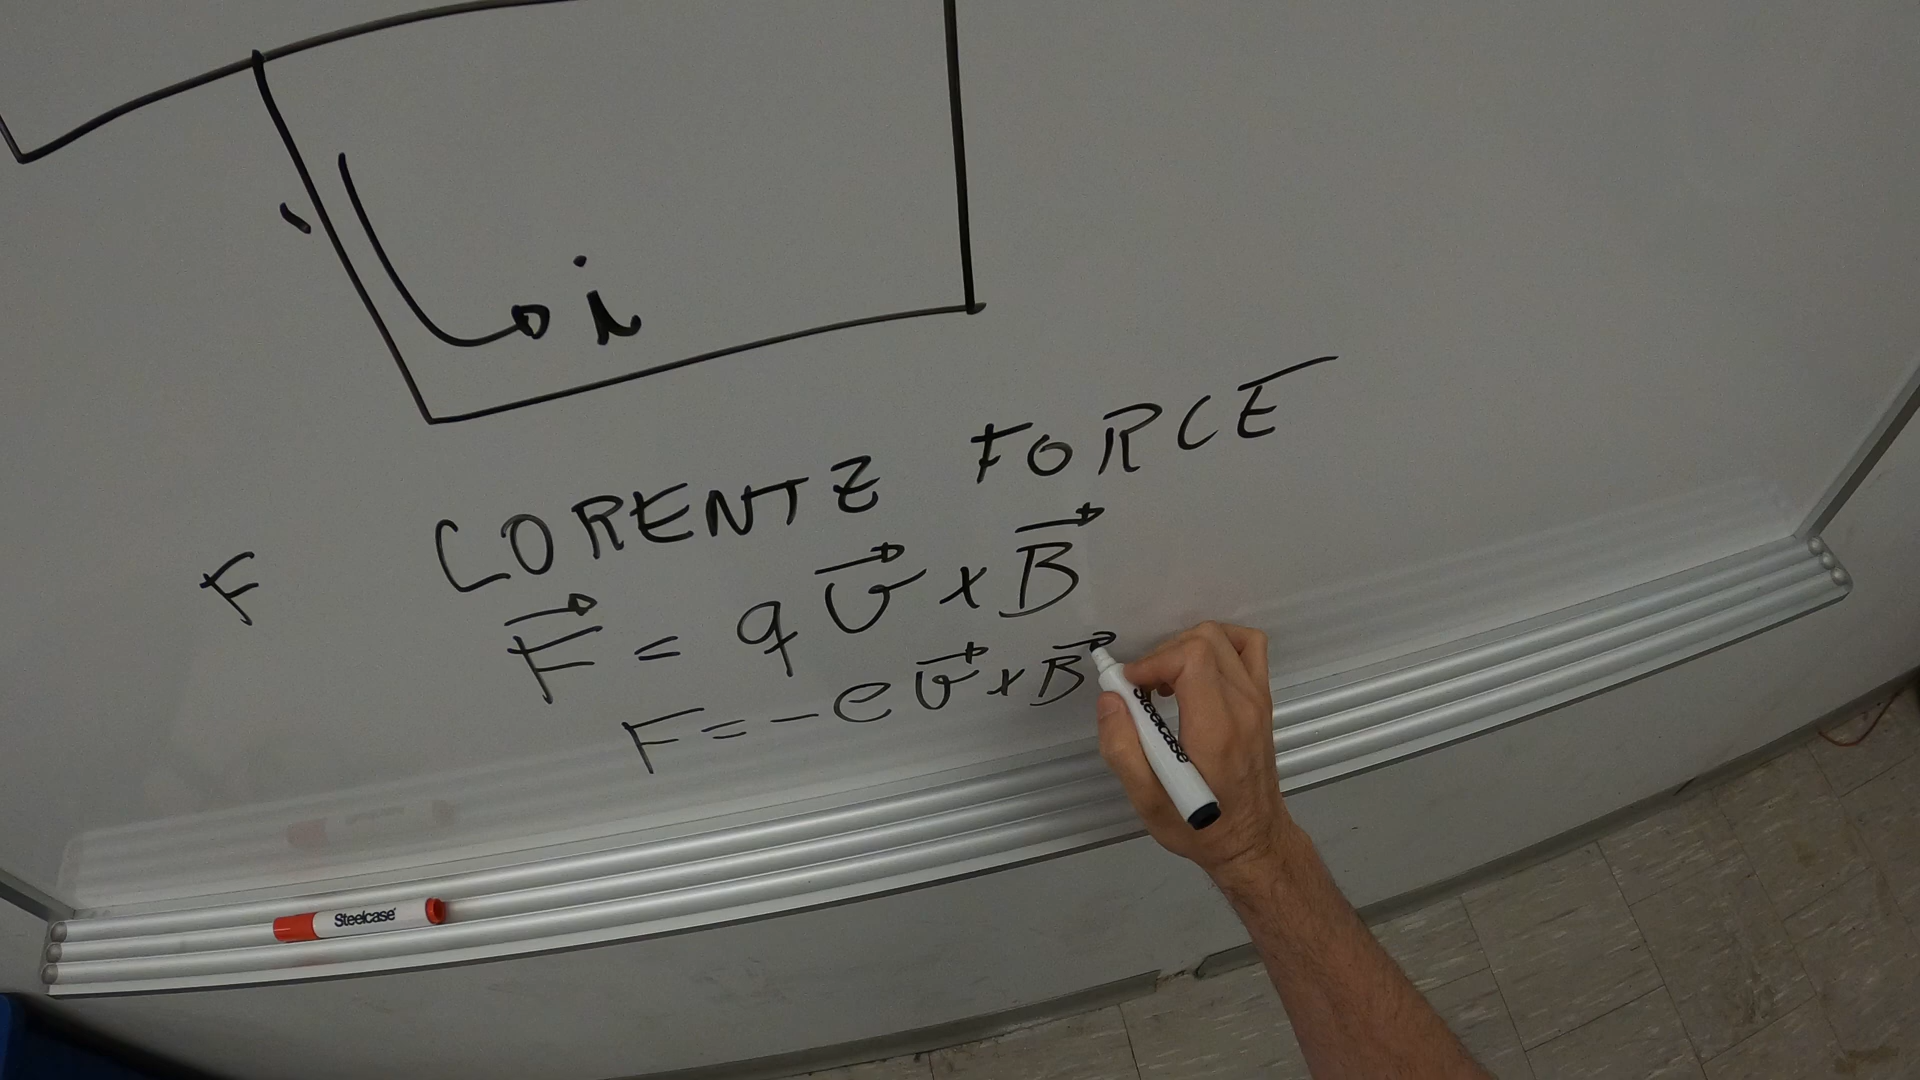 i
LORENTZ FORCE
F
F⃗ = q v⃗ x B⃗
F = - e v⃗ x B⃗
Steelcase
Steelcase